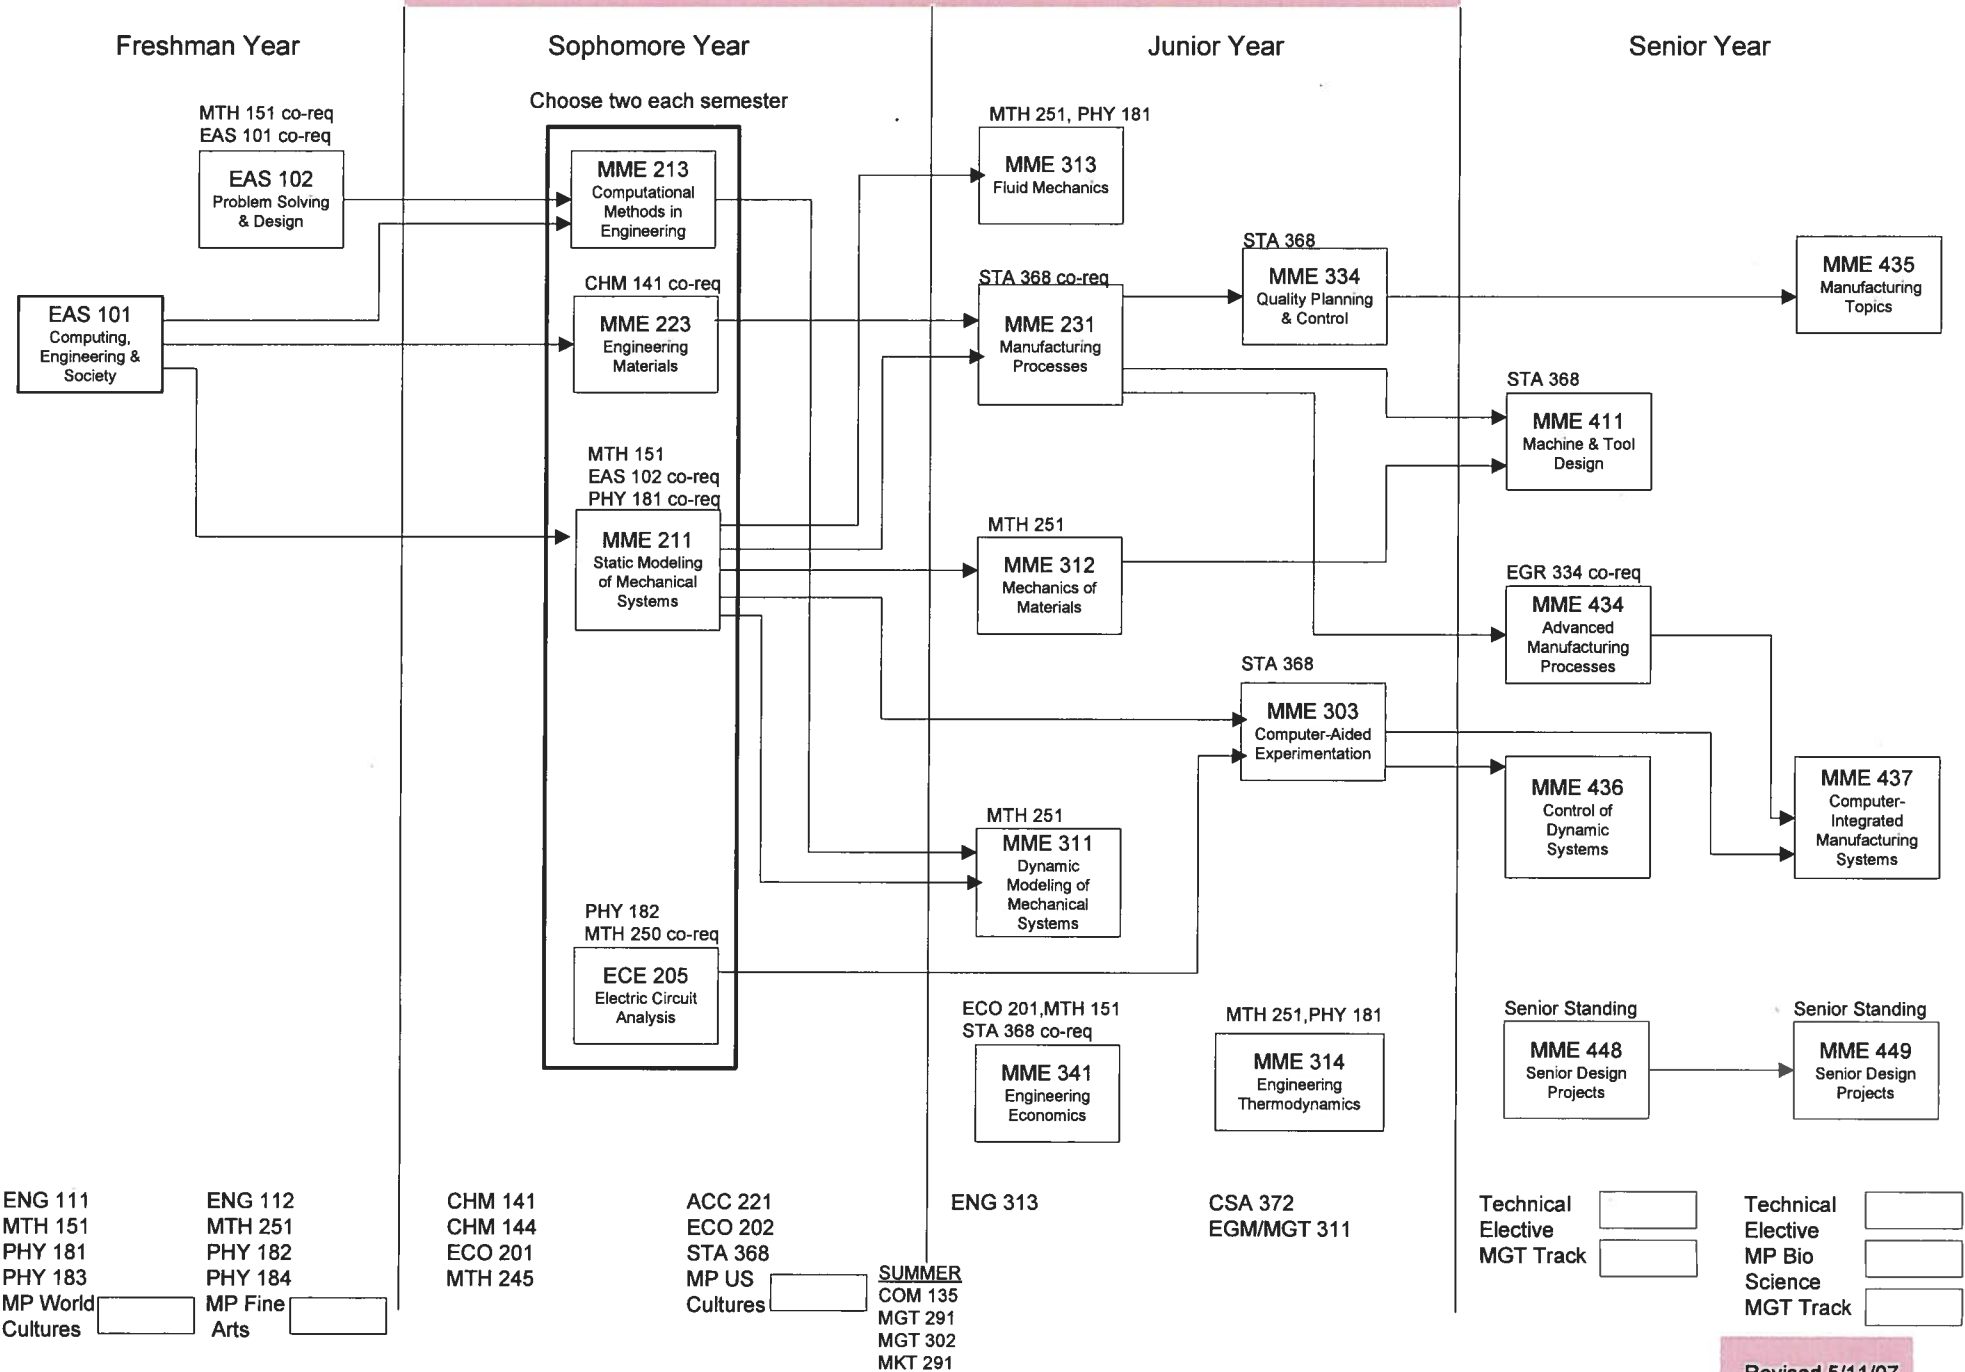 Freshman Year
Sophomore Year
Junior Year
Senior Year
MTH 151 co-req
EAS 101 co-req
EAS 102
Problem Solving
& Design
EAS 101
Computing,
Engineering &
Society
Choose two each semester
MME 213
Computational
Methods in
Engineering
CHM 141 co-req
MME 223
Engineering
Materials
MTH 151
EAS 102 co-req
PHY 181 co-req
MME 211
Static Modeling
of Mechanical
Systems
PHY 182
MTH 250 co-req
ECE 205
Electric Circuit
Analysis
MTH 251, PHY 181
MME 313
Fluid Mechanics
STA 368 co-req
MME 231
Manufacturing
Processes
STA 368
MME 334
Quality Planning
& Control
MTH 251
MME 312
Mechanics of
Materials
STA 368
MME 303
Computer-Aided
Experimentation
MTH 251
MME 311
Dynamic
Modeling of
Mechanical
Systems
ECO 201,MTH 151
STA 368 co-req
MME 341
Engineering
Economics
MTH 251,PHY 181
MME 314
Engineering
Thermodynamics
MME 435
Manufacturing
Topics
STA 368
MME 411
Machine & Tool
Design
EGR 334 co-req
MME 434
Advanced
Manufacturing
Processes
MME 436
Control of
Dynamic
Systems
MME 437
Computer-
Integrated
Manufacturing
Systems
Senior Standing
MME 448
Senior Design
Projects
Senior Standing
MME 449
Senior Design
Projects
ENG 111
MTH 151
PHY 181
PHY 183
MP World
Cultures
ENG 112
MTH 251
PHY 182
PHY 184
MP Fine
Arts
CHM 141
CHM 144
ECO 201
MTH 245
ACC 221
ECO 202
STA 368
MP US
Cultures
SUMMER
COM 135
MGT 291
MGT 302
MKT 291
ENG 313
CSA 372
EGM/MGT 311
Technical
Elective
MGT Track
Technical
Elective
MP Bio
Science
MGT Track
Revised 5/11/07